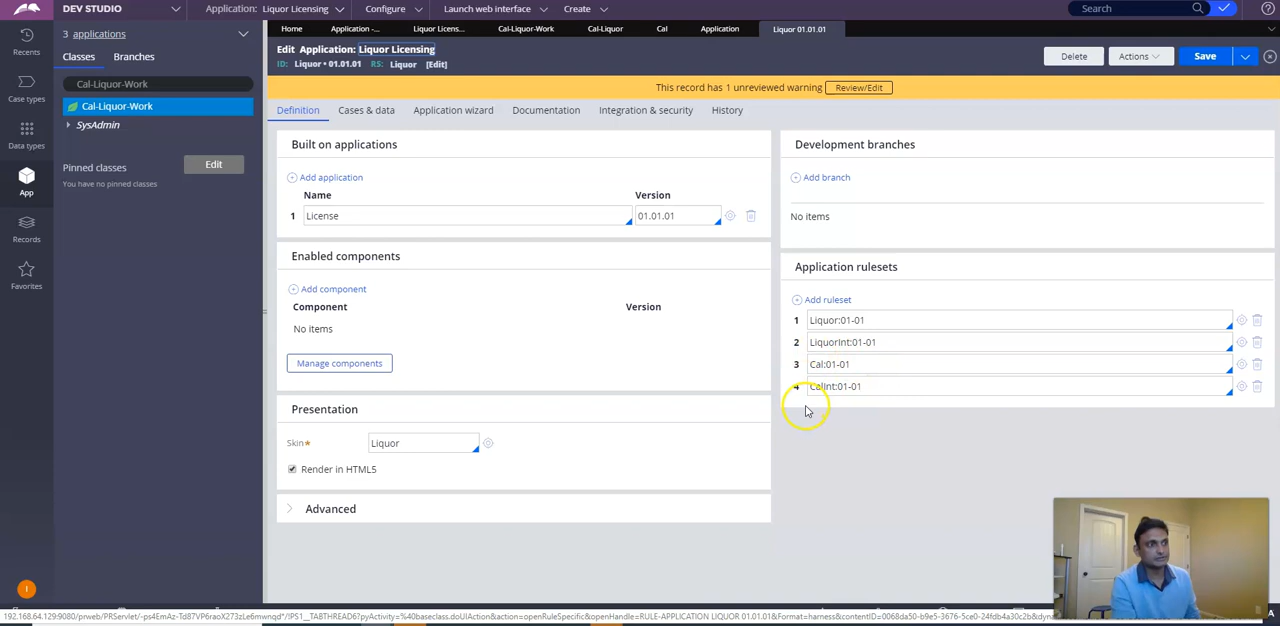 DEV STUDIO
Application: Liquor Licensing
Configure
Launch web interface
Create
Search
3 applications
Home
Application -...
Liquor Licens...
Cal-Liquor-Work
Cal-Liquor
Cal
Application
Liquor 01.01.01
Recents
Classes
Branches
Edit Application: Liquor Licensing
ID: Liquor • 01.01.01 RS: Liquor [Edit]
Delete
Actions
Save
Cal-Liquor-Work
This record has 1 unreviewed warning
Review/Edit
Case types
Cal-Liquor-Work
SysAdmin
Definition
Cases & data
Application wizard
Documentation
Integration & security
History
Data types
Pinned classes
Edit
You have no pinned classes
App
Records
Favorites
Built on applications
Add application
Name
Version
1 License 01.01.01
Enabled components
Add component
Component
Version
No items
Manage components
Presentation
Skin* Liquor
Render in HTML5
Advanced
Development branches
Add branch
No items
Application rulesets
Add ruleset
1 Liquor:01-01
2 LiquorInt:01-01
3 Cal:01-01
4 CalInt:01-01
I